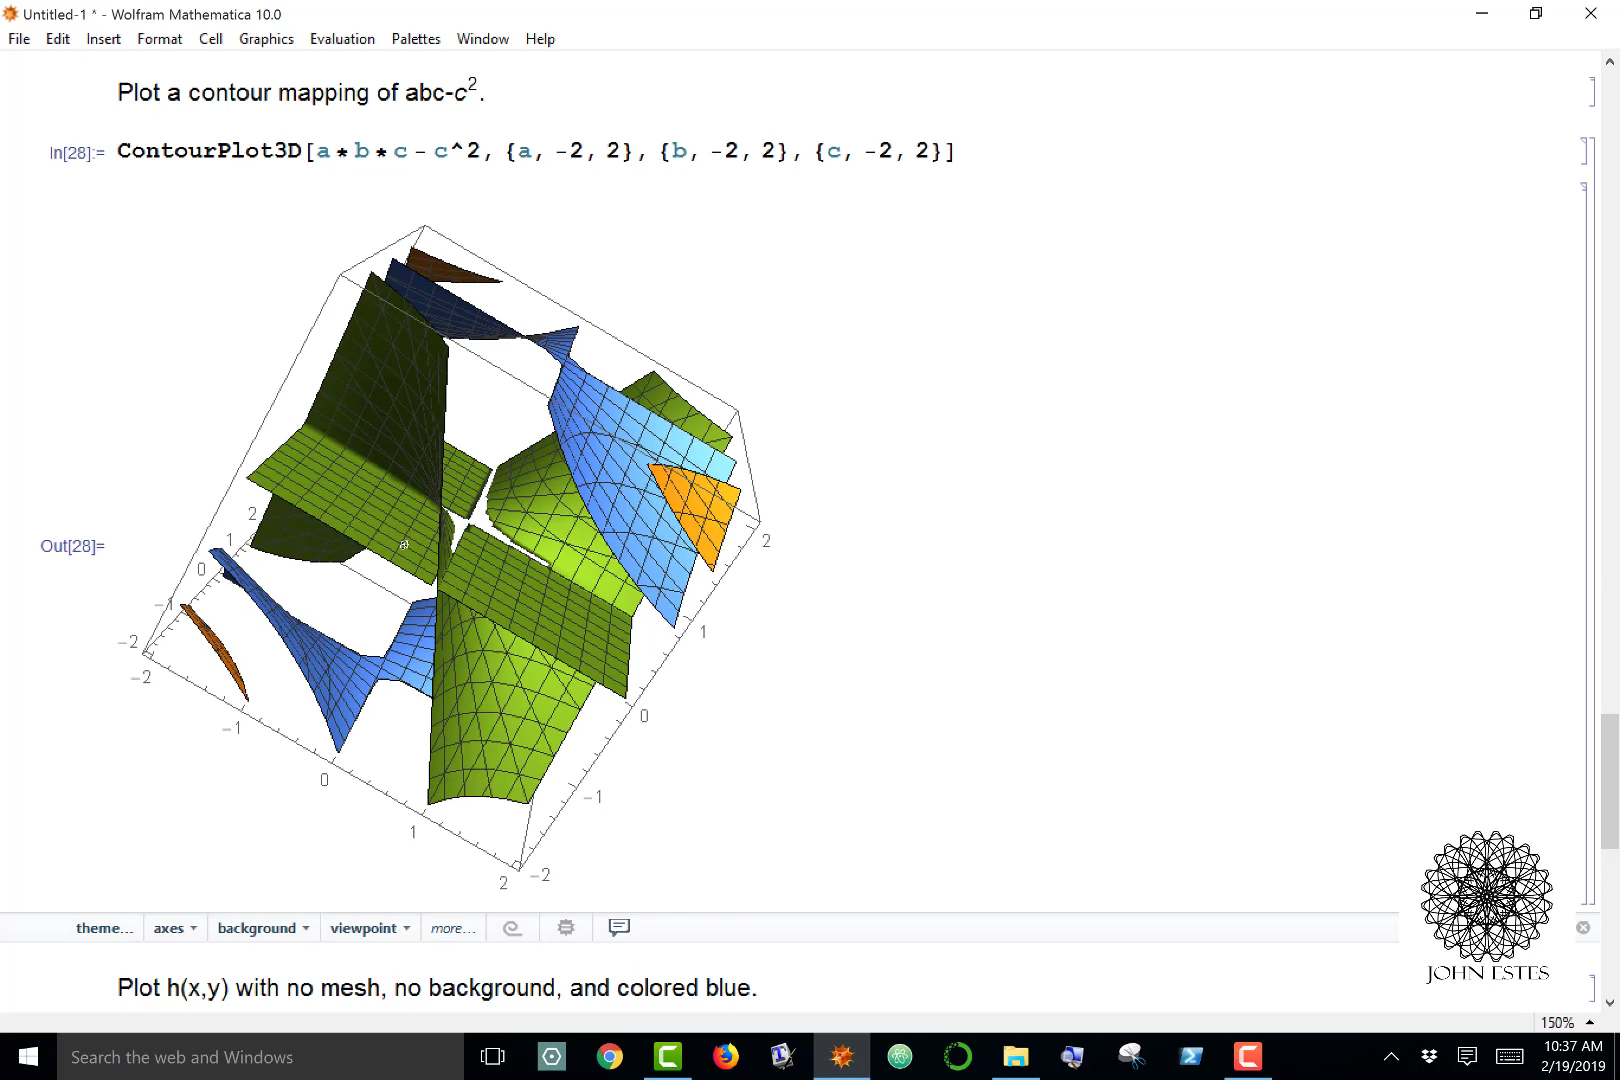 Untitled-1 * - Wolfram Mathematica 10.0
File Edit Insert Format Cell Graphics Evaluation Palettes Window Help
Plot a contour mapping of abc-c².
In[28]:= ContourPlot3D[a * b * c - c^2, {a, -2, 2}, {b, -2, 2}, {c, -2, 2}]
Out[28]=
2
1
0
-1
-2
-2
-1
0
1
2
-2
-1
0
1
2
theme... axes background viewpoint more...
JOHN ESTES
Plot h(x,y) with no mesh, no background, and colored blue.
150%
Search the web and Windows
10:37 AM
2/19/2019